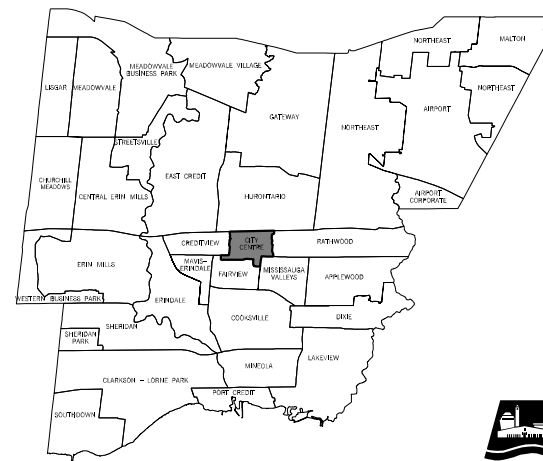 NORTHEAST
MALTON
MEADOWVALE
BUSINESS PARK
MEADOWVALE VILLAGE
LISGAR
MEADOWVALE
NORTHEAST
AIRPORT
GATEWAY
NORTHEAST
STREETSVILLE
EAST CREDIT
CHURCHILL
MEADOWS
CENTRAL ERIN MILLS
HURONTARIO
AIRPORT
CORPORATE
CREDITVIEW
CITY
CENTRE
RATHWOOD
MAVIS-
ERINDALE
ERIN MILLS
FAIRVIEW
MISSISSAUGA
VALLEYS
APPLEWOOD
WESTERN BUSINESS PARK
ERINDALE
COOKSVILLE
DIXIE
SHERIDAN
SHERIDAN
PARK
LAKEVIEW
MINEOLA
CLARKSON - LORNE PARK
PORT CREDIT
SOUTHDOWN